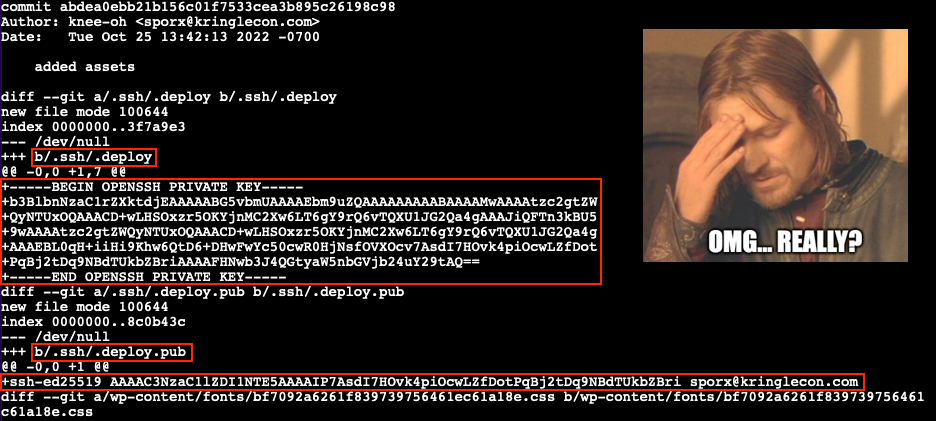 commit abdea0ebb21b156c01f7533cea3b895c26198c98
Author: knee-oh <sporx@kringlecon.com>
Date:   Tue Oct 25 13:42:13 2022 -0700
added assets
diff --git a/.ssh/.deploy b/.ssh/.deploy
new file mode 100644
index 0000000..3f7a9e3
--- /dev/null
+++ b/.ssh/.deploy
@@ -0,0 +1,7 @@
+-----BEGIN OPENSSH PRIVATE KEY-----
+b3BlbnNzaC1rZXktdjEAAAAABG5vbmUAAAAEbm9uZQAAAAAAAAABAAAAMwAAAAtzc2gtZW
+QyNTUxOQAAACD+wLHSOxzr5OKYjnMC2Xw6LT6gY9rQ6vTQXU1JG2Qa4gAAAJiQFTn3kBU5
+9wAAAAtzc2gtZWQyNTUxOQAAACD+wLHSOxzr5OKYjnMC2Xw6LT6gY9rQ6vTQXU1JG2Qa4g
+AAAEBL0qH+iiHi9Khw6QtD6+DHwFwYc50cwR0HjNsfOVXOcv7AsdI7HOvk4piOcwLZfDot
+PqBj2tDq9NBdTUkbZBriAAAAFHNwb3J4QGtyaW5nbGVjb24uY29tAQ==
+-----END OPENSSH PRIVATE KEY-----
diff --git a/.ssh/.deploy.pub b/.ssh/.deploy.pub
new file mode 100644
index 0000000..8c0b43c
--- /dev/null
+++ b/.ssh/.deploy.pub
@@ -0,0 +1 @@
+ssh-ed25519 AAAAC3NzaC1lZDI1NTE5AAAAIP7AsdI7HOvk4piOcwLZfDotPqBj2tDq9NBdTUkbZBri sporx@kringlecon.com
diff --git a/wp-content/fonts/bf7092a6261f839739756461ec61a18e.css b/wp-content/fonts/bf7092a6261f839739756461
c61a18e.css
OMG... REALLY?